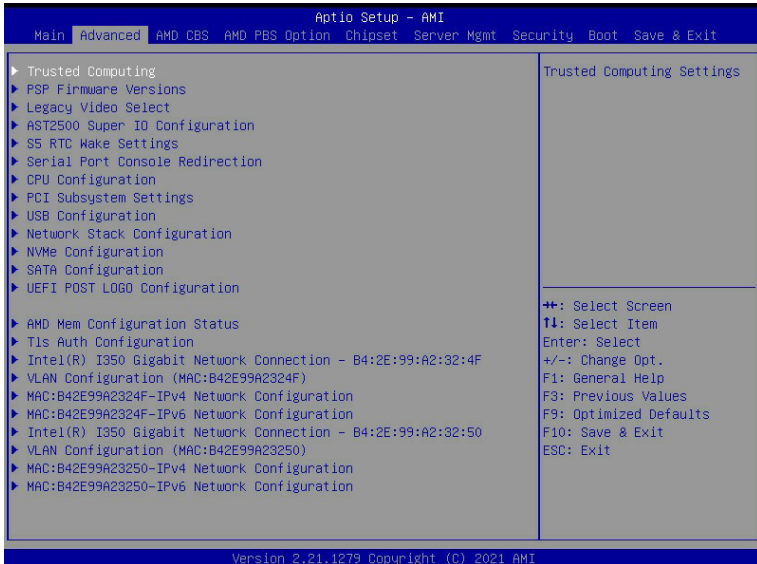 Aptio Setup – AMI
Main Advanced AMD CBS AMD PBS Option Chipset Server Mgmt Security Boot Save & Exit
▶ Trusted Computing
▶ PSP Firmware Versions
▶ Legacy Video Select
▶ AST2500 Super IO Configuration
▶ S5 RTC Wake Settings
▶ Serial Port Console Redirection
▶ CPU Configuration
▶ PCI Subsystem Settings
▶ USB Configuration
▶ Network Stack Configuration
▶ NVMe Configuration
▶ SATA Configuration
▶ UEFI POST LOGO Configuration
▶ AMD Mem Configuration Status
▶ Tls Auth Configuration
▶ Intel(R) I350 Gigabit Network Connection – B4:2E:99:A2:32:4F
▶ VLAN Configuration (MAC:B42E99A2324F)
▶ MAC:B42E99A2324F-IPv4 Network Configuration
▶ MAC:B42E99A2324F-IPv6 Network Configuration
▶ Intel(R) I350 Gigabit Network Connection – B4:2E:99:A2:32:50
▶ VLAN Configuration (MAC:B42E99A23250)
▶ MAC:B42E99A23250-IPv4 Network Configuration
▶ MAC:B42E99A23250-IPv6 Network Configuration
Trusted Computing Settings
→←: Select Screen
↑↓: Select Item
Enter: Select
+/-: Change Opt.
F1: General Help
F3: Previous Values
F9: Optimized Defaults
F10: Save & Exit
ESC: Exit
Version 2.21.1279 Copyright (C) 2021 AMI